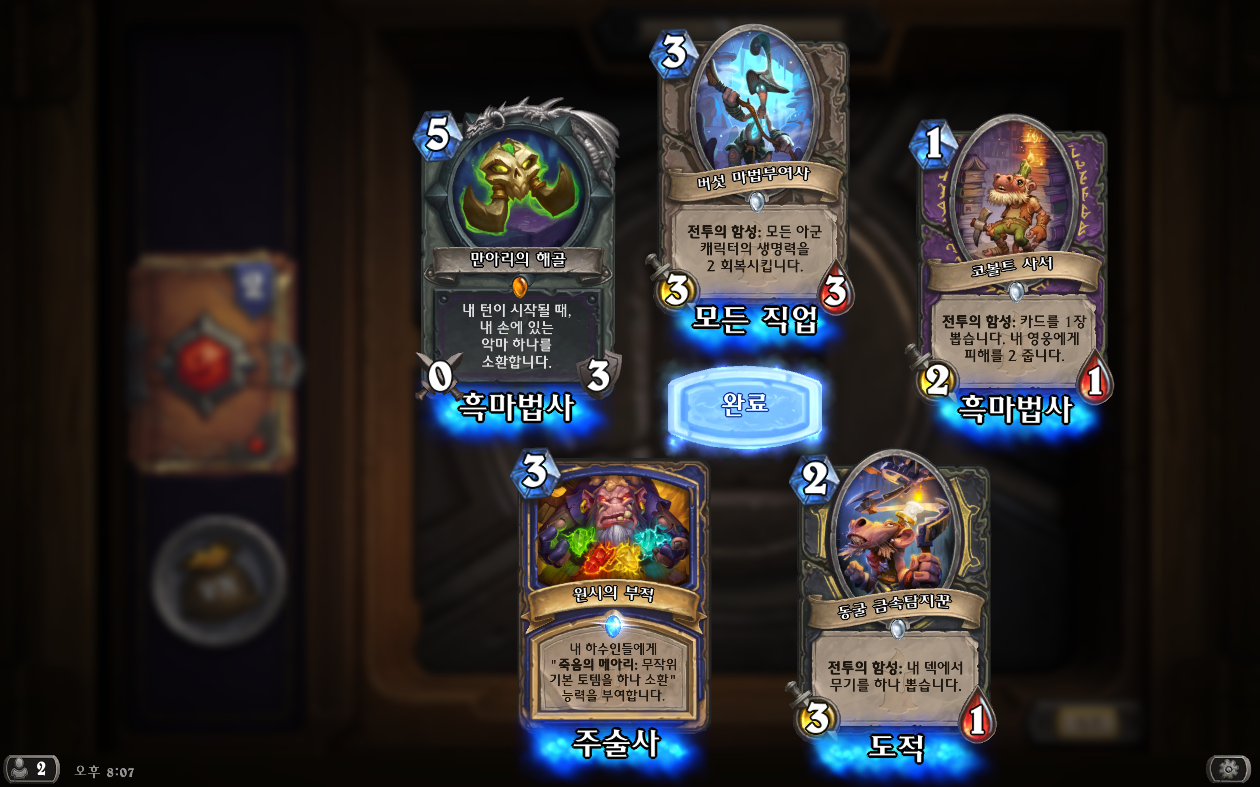 5
만아리의 해골
내 턴이 시작될 때,
내 손에 있는
악마 하나를
소환합니다.
0
3
흑마법사
3
버섯 마법부여사
전투의 함성: 모든 아군
캐릭터의 생명력을
2 회복시킵니다.
3
3
모든 직업
1
코볼트 사서
전투의 함성: 카드를 1장
뽑습니다. 내 영웅에게
피해를 2 줍니다.
2
1
흑마법사
완료
3
원시의 부적
내 하수인들에게
"죽음의 메아리: 무작위
기본 토템을 하나 소환"
능력을 부여합니다.
주술사
2
동굴 금속탐지꾼
전투의 함성: 내 덱에서
무기를 하나 뽑습니다.
3
1
도적
2
2
오후 8:07